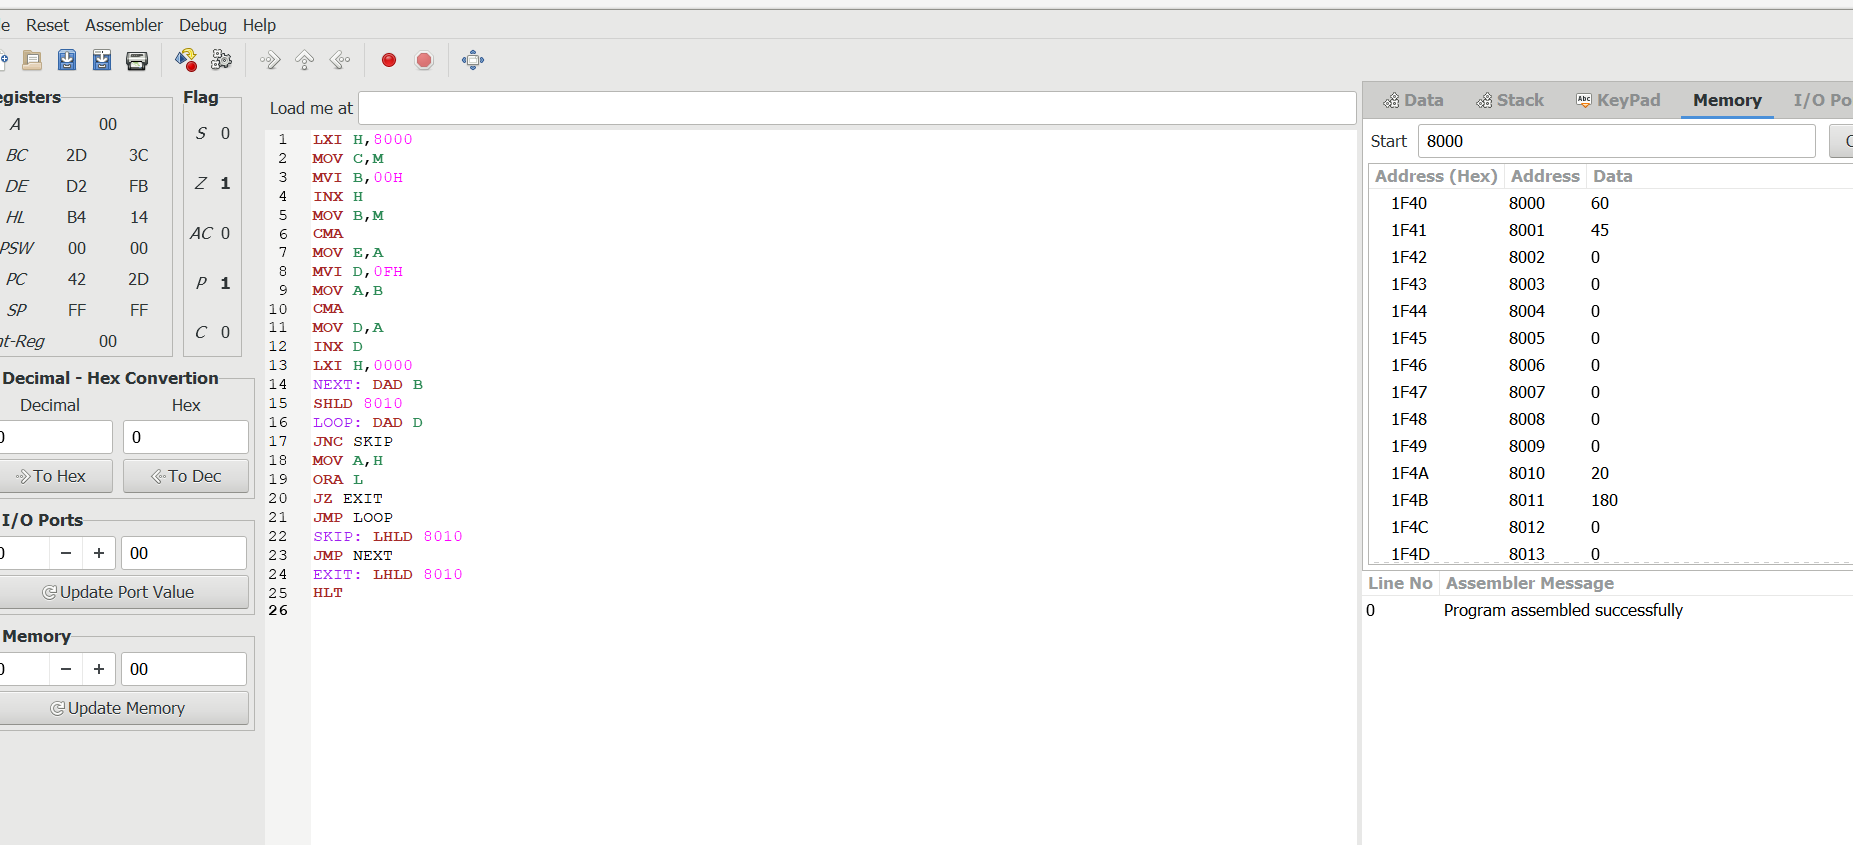 e Reset Assembler Debug Help
egisters
A 00
BC 2D 3C
DE D2 FB
HL B4 14
PSW 00 00
PC 42 2D
SP FF FF
nt-Reg 00
Flag
S 0
Z 1
AC 0
P 1
C 0
Decimal - Hex Convertion
Decimal Hex
0 0
To Hex To Dec
I/O Ports
0 − + 00
Update Port Value
Memory
0 − + 00
Update Memory
Load me at
1 LXI H,8000
2 MOV C,M
3 MVI B,00H
4 INX H
5 MOV B,M
6 CMA
7 MOV E,A
8 MVI D,0FH
9 MOV A,B
10 CMA
11 MOV D,A
12 INX D
13 LXI H,0000
14 NEXT: DAD B
15 SHLD 8010
16 LOOP: DAD D
17 JNC SKIP
18 MOV A,H
19 ORA L
20 JZ EXIT
21 JMP LOOP
22 SKIP: LHLD 8010
23 JMP NEXT
24 EXIT: LHLD 8010
25 HLT
26
Data Stack Abc KeyPad Memory I/O Po
Start 8000
Address (Hex) Address Data
1F40 8000 60
1F41 8001 45
1F42 8002 0
1F43 8003 0
1F44 8004 0
1F45 8005 0
1F46 8006 0
1F47 8007 0
1F48 8008 0
1F49 8009 0
1F4A 8010 20
1F4B 8011 180
1F4C 8012 0
1F4D 8013 0
Line No Assembler Message
0 Program assembled successfully